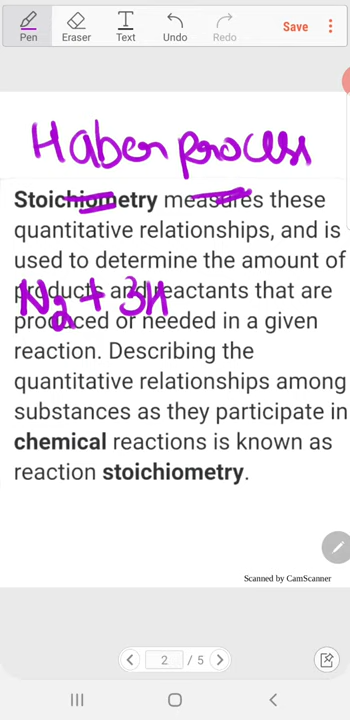 Pen
Eraser
Text
Undo
Redo
Save
Haber process
Stoichiometry measures these
quantitative relationships, and is
used to determine the amount of
products and reactants that are
N2 + 3H
produced or needed in a given
reaction. Describing the
quantitative relationships among
substances as they participate in
chemical reactions is known as
reaction stoichiometry.
Scanned by CamScanner
2 / 5